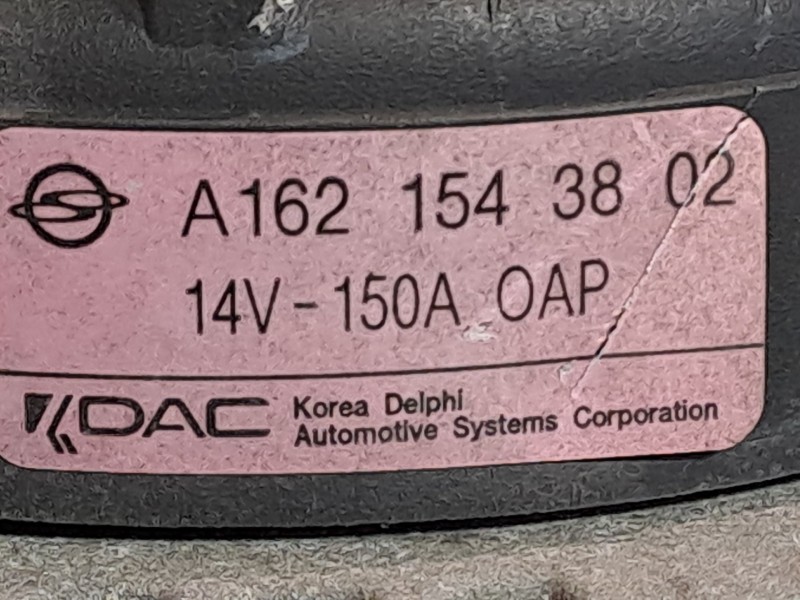 A162 154 38 02
14V-150A OAP
KDAC Korea Delphi
Automotive Systems Corporation